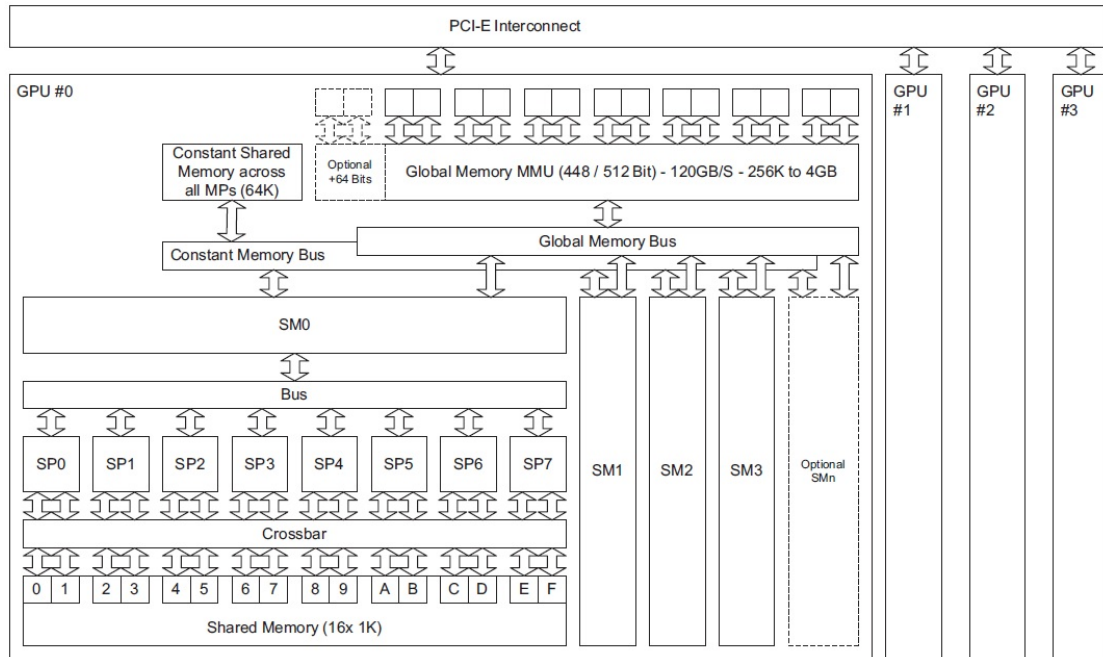 PCI-E Interconnect
GPU #0
GPU
#1
GPU
#2
GPU
#3
Constant Shared
Memory across
all MPs (64K)
Optional
+64 Bits
Global Memory MMU (448 / 512 Bit) - 120GB/S - 256K to 4GB
Global Memory Bus
Constant Memory Bus
SM0
Bus
SP0
SP1
SP2
SP3
SP4
SP5
SP6
SP7
SM1
SM2
SM3
Optional
SMn
Crossbar
0 1 2 3 4 5 6 7 8 9 A B C D E F
Shared Memory (16x 1K)